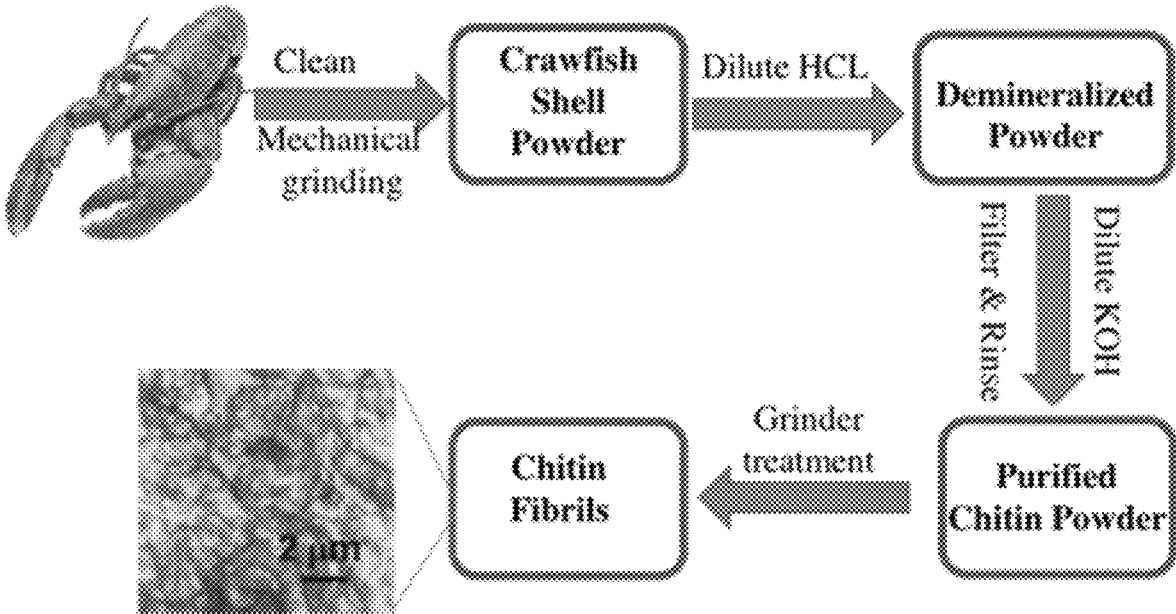 Clean
Mechanical
grinding
Crawfish
Shell
Powder
Dilute HCL
Demineralized
Powder
Dilute KOH
Filter & Rinse
Purified
Chitin Powder
Grinder
treatment
Chitin
Fibrils
2 μm